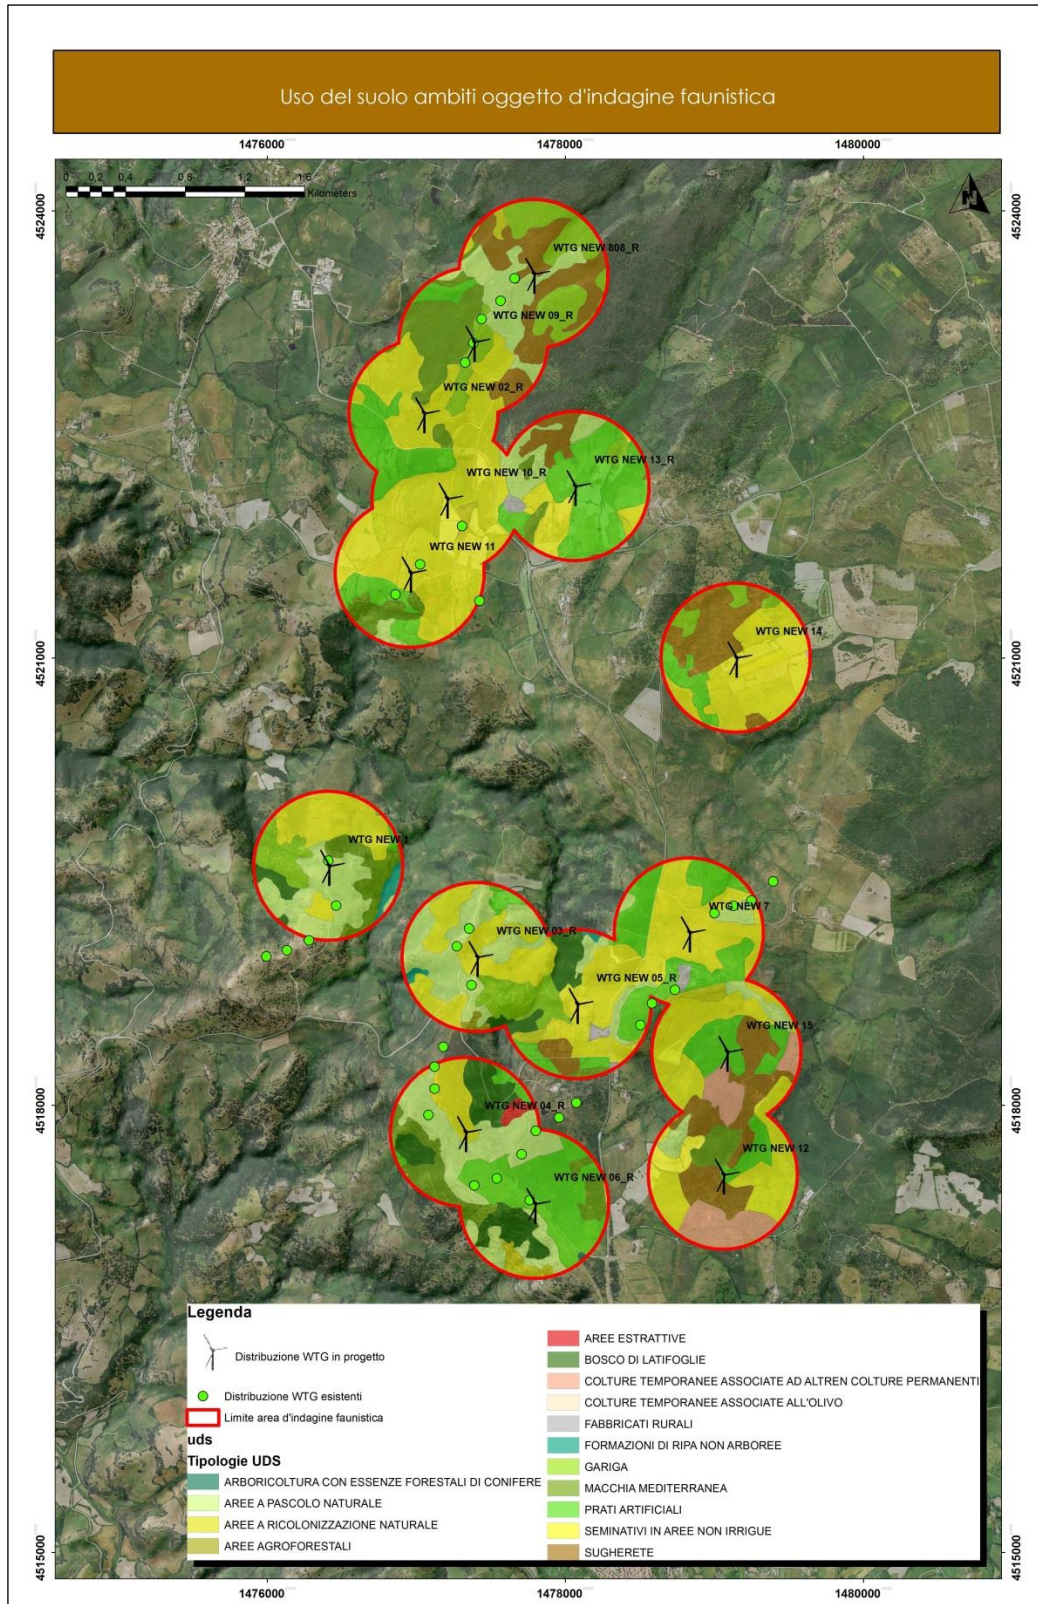 Uso del suolo ambiti oggetto d'indagine faunistica
1476000 1478000 1480000
0 0,2 0,4 0,8 1,2 1,6
Kilometers
N
4524000 4524000
WTG NEW 808_R
WTG NEW 09_R
WTG NEW 02_R
WTG NEW 10_R WTG NEW 13_R
WTG NEW 11
WTG NEW 14
4521000 4521000
WTG NEW 1
WTG NEW 7
WTG NEW 03_R
WTG NEW 05_R
WTG NEW 15
WTG NEW 04_R
4518000 4518000
WTG NEW 12
WTG NEW 06_R
Legenda
Distribuzione WTG in progetto
Distribuzione WTG esistenti
Limite area d'indagine faunistica
uds
Tipologie UDS
ARBORICOLTURA CON ESSENZE FORESTALI DI CONIFERE
AREE A PASCOLO NATURALE
AREE A RICOLONIZZAZIONE NATURALE
AREE AGROFORESTALI
AREE ESTRATTIVE
BOSCO DI LATIFOGLIE
COLTURE TEMPORANEE ASSOCIATE AD ALTREN COLTURE PERMANENTI
COLTURE TEMPORANEE ASSOCIATE ALL'OLIVO
FABBRICATI RURALI
FORMAZIONI DI RIPA NON ARBOREE
GARIGA
MACCHIA MEDITERRANEA
PRATI ARTIFICIALI
SEMINATIVI IN AREE NON IRRIGUE
SUGHERETE
4515000 4515000
1476000 1478000 1480000